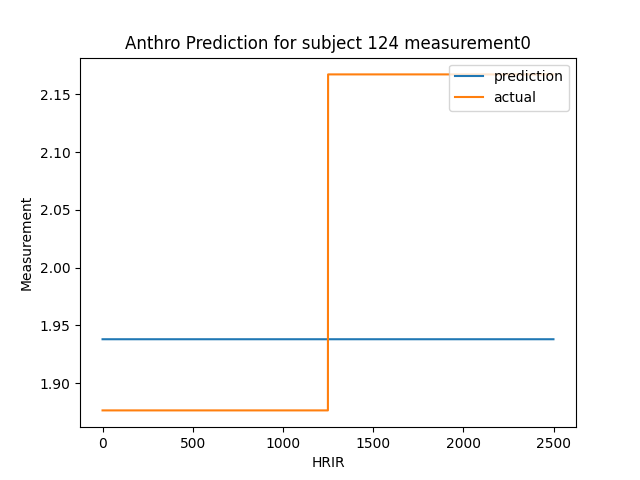 Anthro Prediction for subject 124 measurement0
prediction
actual
2.15
2.10
2.05
2.00
1.95
1.90
Measurement
0
500
1000
1500
2000
2500
HRIR